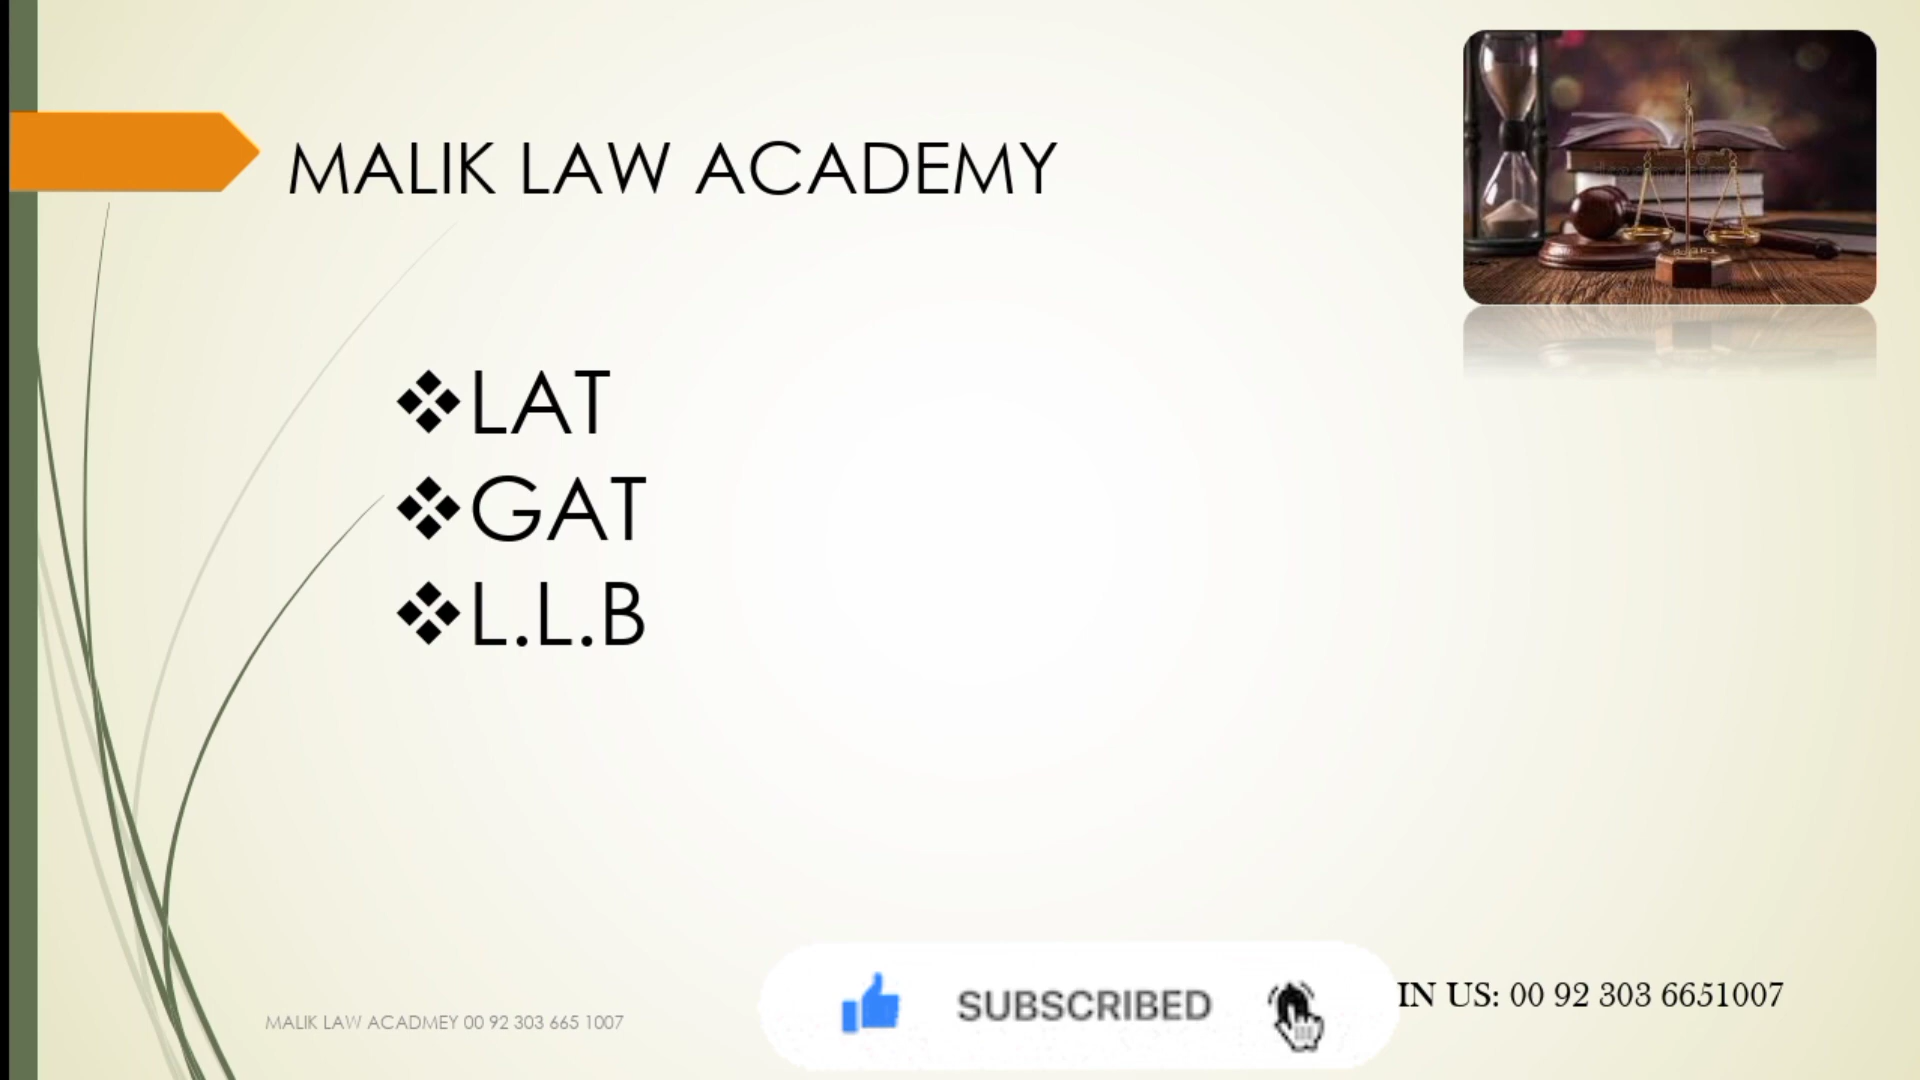 MALIK LAW ACADEMY
❖LAT
❖GAT
❖L.L.B
MALIK LAW ACADMEY 00 92 303 665 1007
SUBSCRIBED
IN US: 00 92 303 6651007